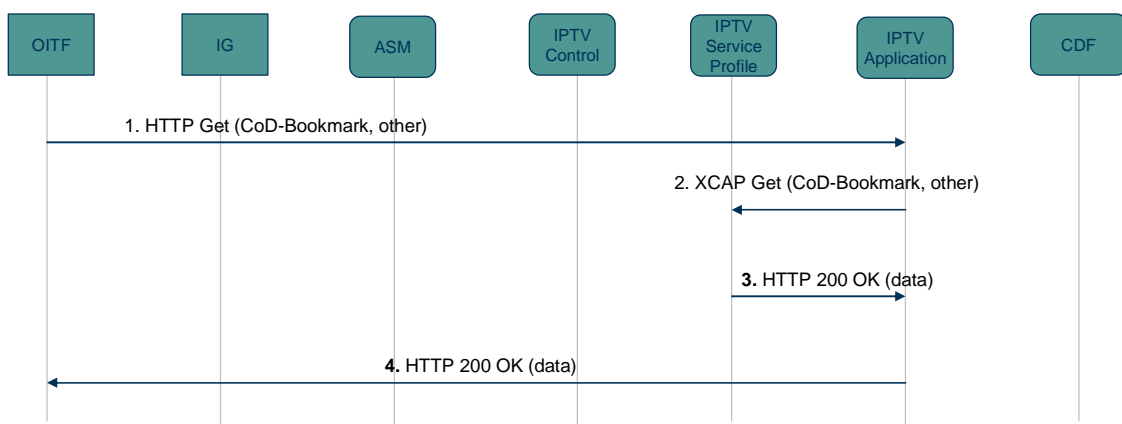 OITF
IG
ASM
IPTV
Control
IPTV
Service
Profile
IPTV
Application
CDF
1. HTTP Get (CoD-Bookmark, other)
2. XCAP Get (CoD-Bookmark, other)
3. HTTP 200 OK (data)
4. HTTP 200 OK (data)